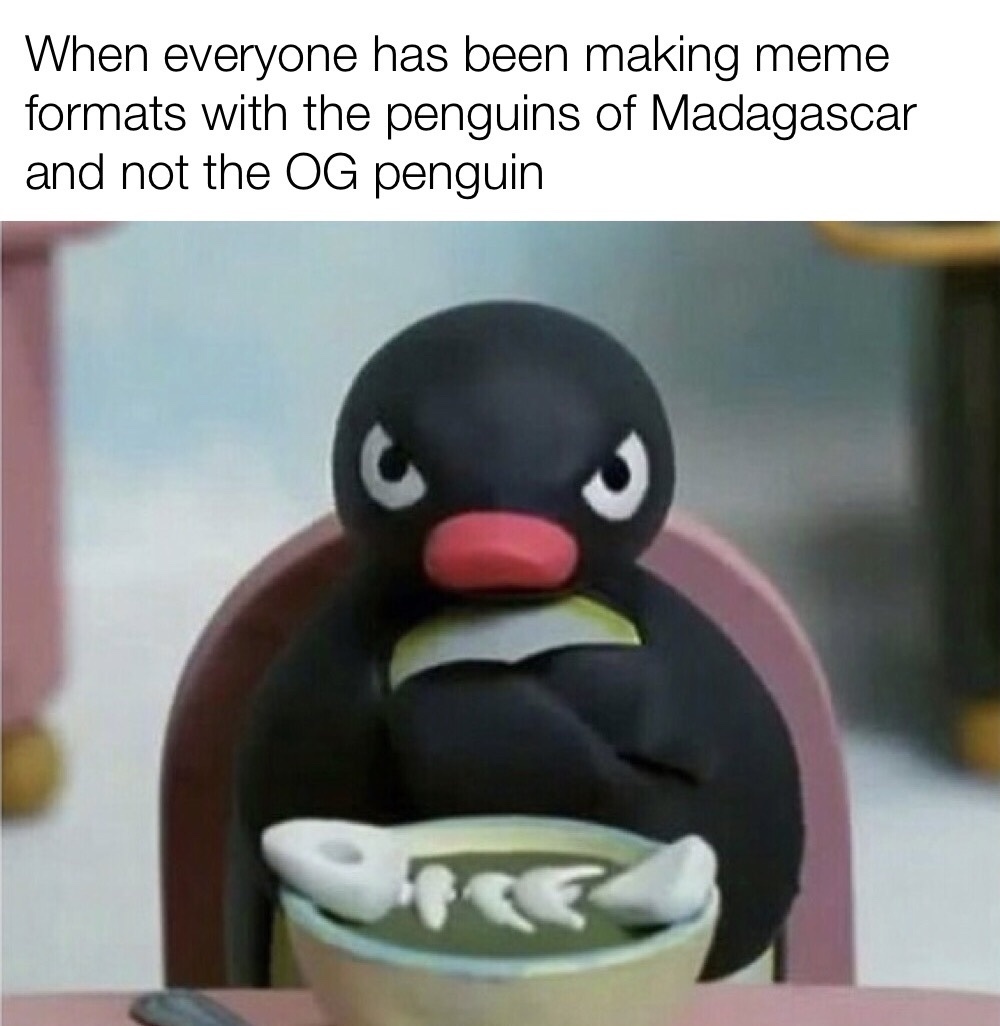 When everyone has been making meme
formats with the penguins of Madagascar
and not the OG penguin